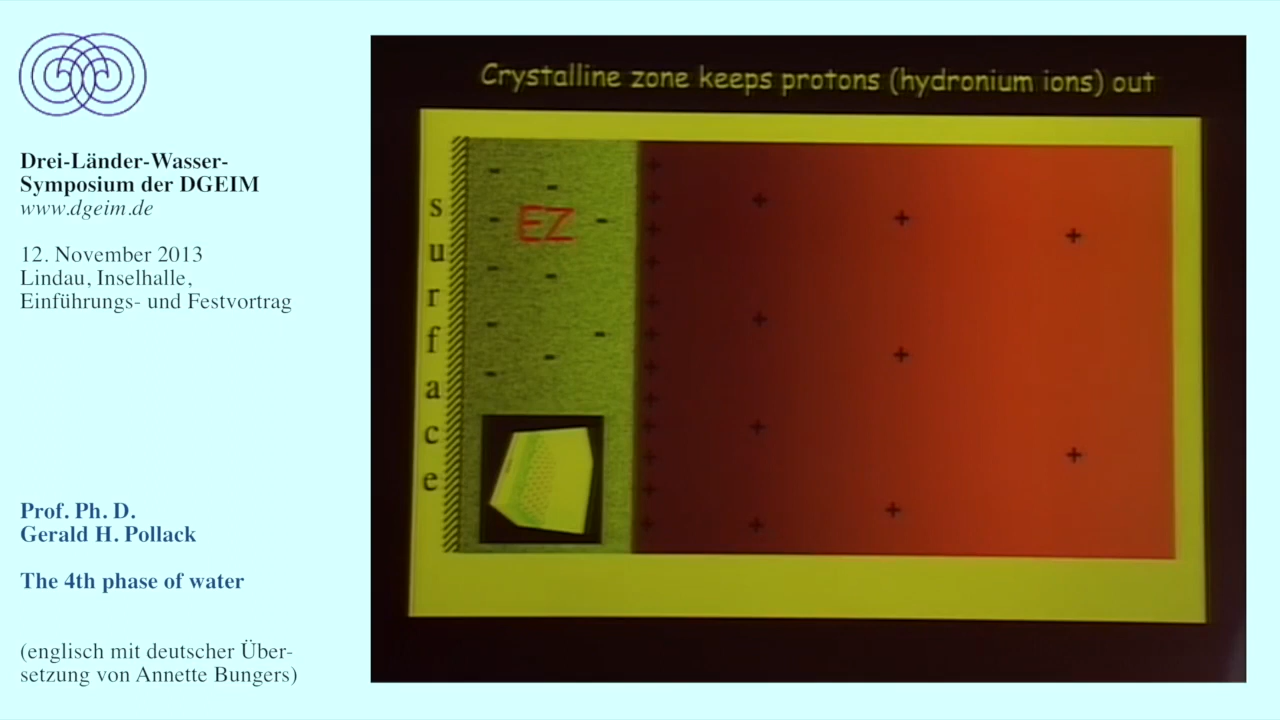 Drei-Länder-Wasser-
Symposium der DGEIM
www.dgeim.de
12. November 2013
Lindau, Inselhalle,
Einführungs- und Festvortrag
Prof. Ph. D.
Gerald H. Pollack
The 4th phase of water
(englisch mit deutscher Über-
setzung von Annette Bungers)
Crystalline zone keeps protons (hydronium ions) out
surface
EZ